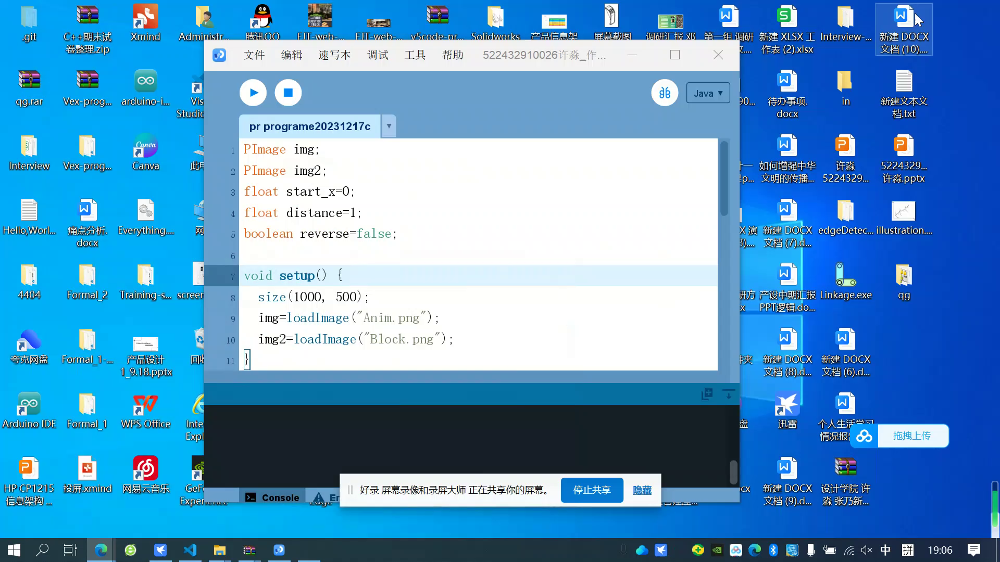 .git
C++期末试
卷整理.zip
Xmind
Administr...
腾讯QQ
FJT-web-...
FJT-web-...
v5code-pr...
Solidworks
产品信息架
屏幕截图
调研汇报 邓
第一组 调研
新建 XLSX 工
作表 (2).xlsx
Interview-...
新建 DOCX
文档 (10)....
文件
编辑
速写本
调试
工具
帮助
522432910026许淼_作...
Java ▼
pr programe20231217c
1 PImage img;
2 PImage img2;
3 float start_x=0;
4 float distance=1;
5 boolean reverse=false;
6
7 void setup() {
8 size(1000, 500);
9 img=loadImage("Anim.png");
10 img2=loadImage("Block.png");
11 }
Console
qg.rar
Vex-prog...
arduino-i...
Vis
Studio
90...
待办事项.
docx
in
新建文本文
档.txt
Interview
Vex-prog...
Canva
Canva
此电
计一
如何增强中华
文明的传播...
许淼
5224329...
5224329...
许淼.pptx
Hello,Worl...
痛点分析.
docx
Everything....
网
X 演
3)....
新建 DOCX
文档 (7).d...
edgeDetec...
illustration....
4404
Formal_2
Training-s...
screen
研方
x
产设中期汇报
PPT逻辑.do...
Linkage.exe
qg
夸克网盘
Formal_1-...
产品设计
1_9.18.pptx
回收
件夹
新建 DOCX
文档 (8).d...
新建 DOCX
文档 (6).d...
Arduino IDE
Formal_1
WPS Office
Inte
Expl
盘
迅雷
个人生活学习
情况报
拖拽上传
HP CP1215
信息架构 ...
投屏.xmind
网易云音乐
GeFo
Experience
Edge
cx
新建 DOCX
文档 (9).d...
设计学院 许
淼 张乃新...
好录 屏幕录像和录屏大师 正在共享你的屏幕。
停止共享
隐藏
中
拼
19:06